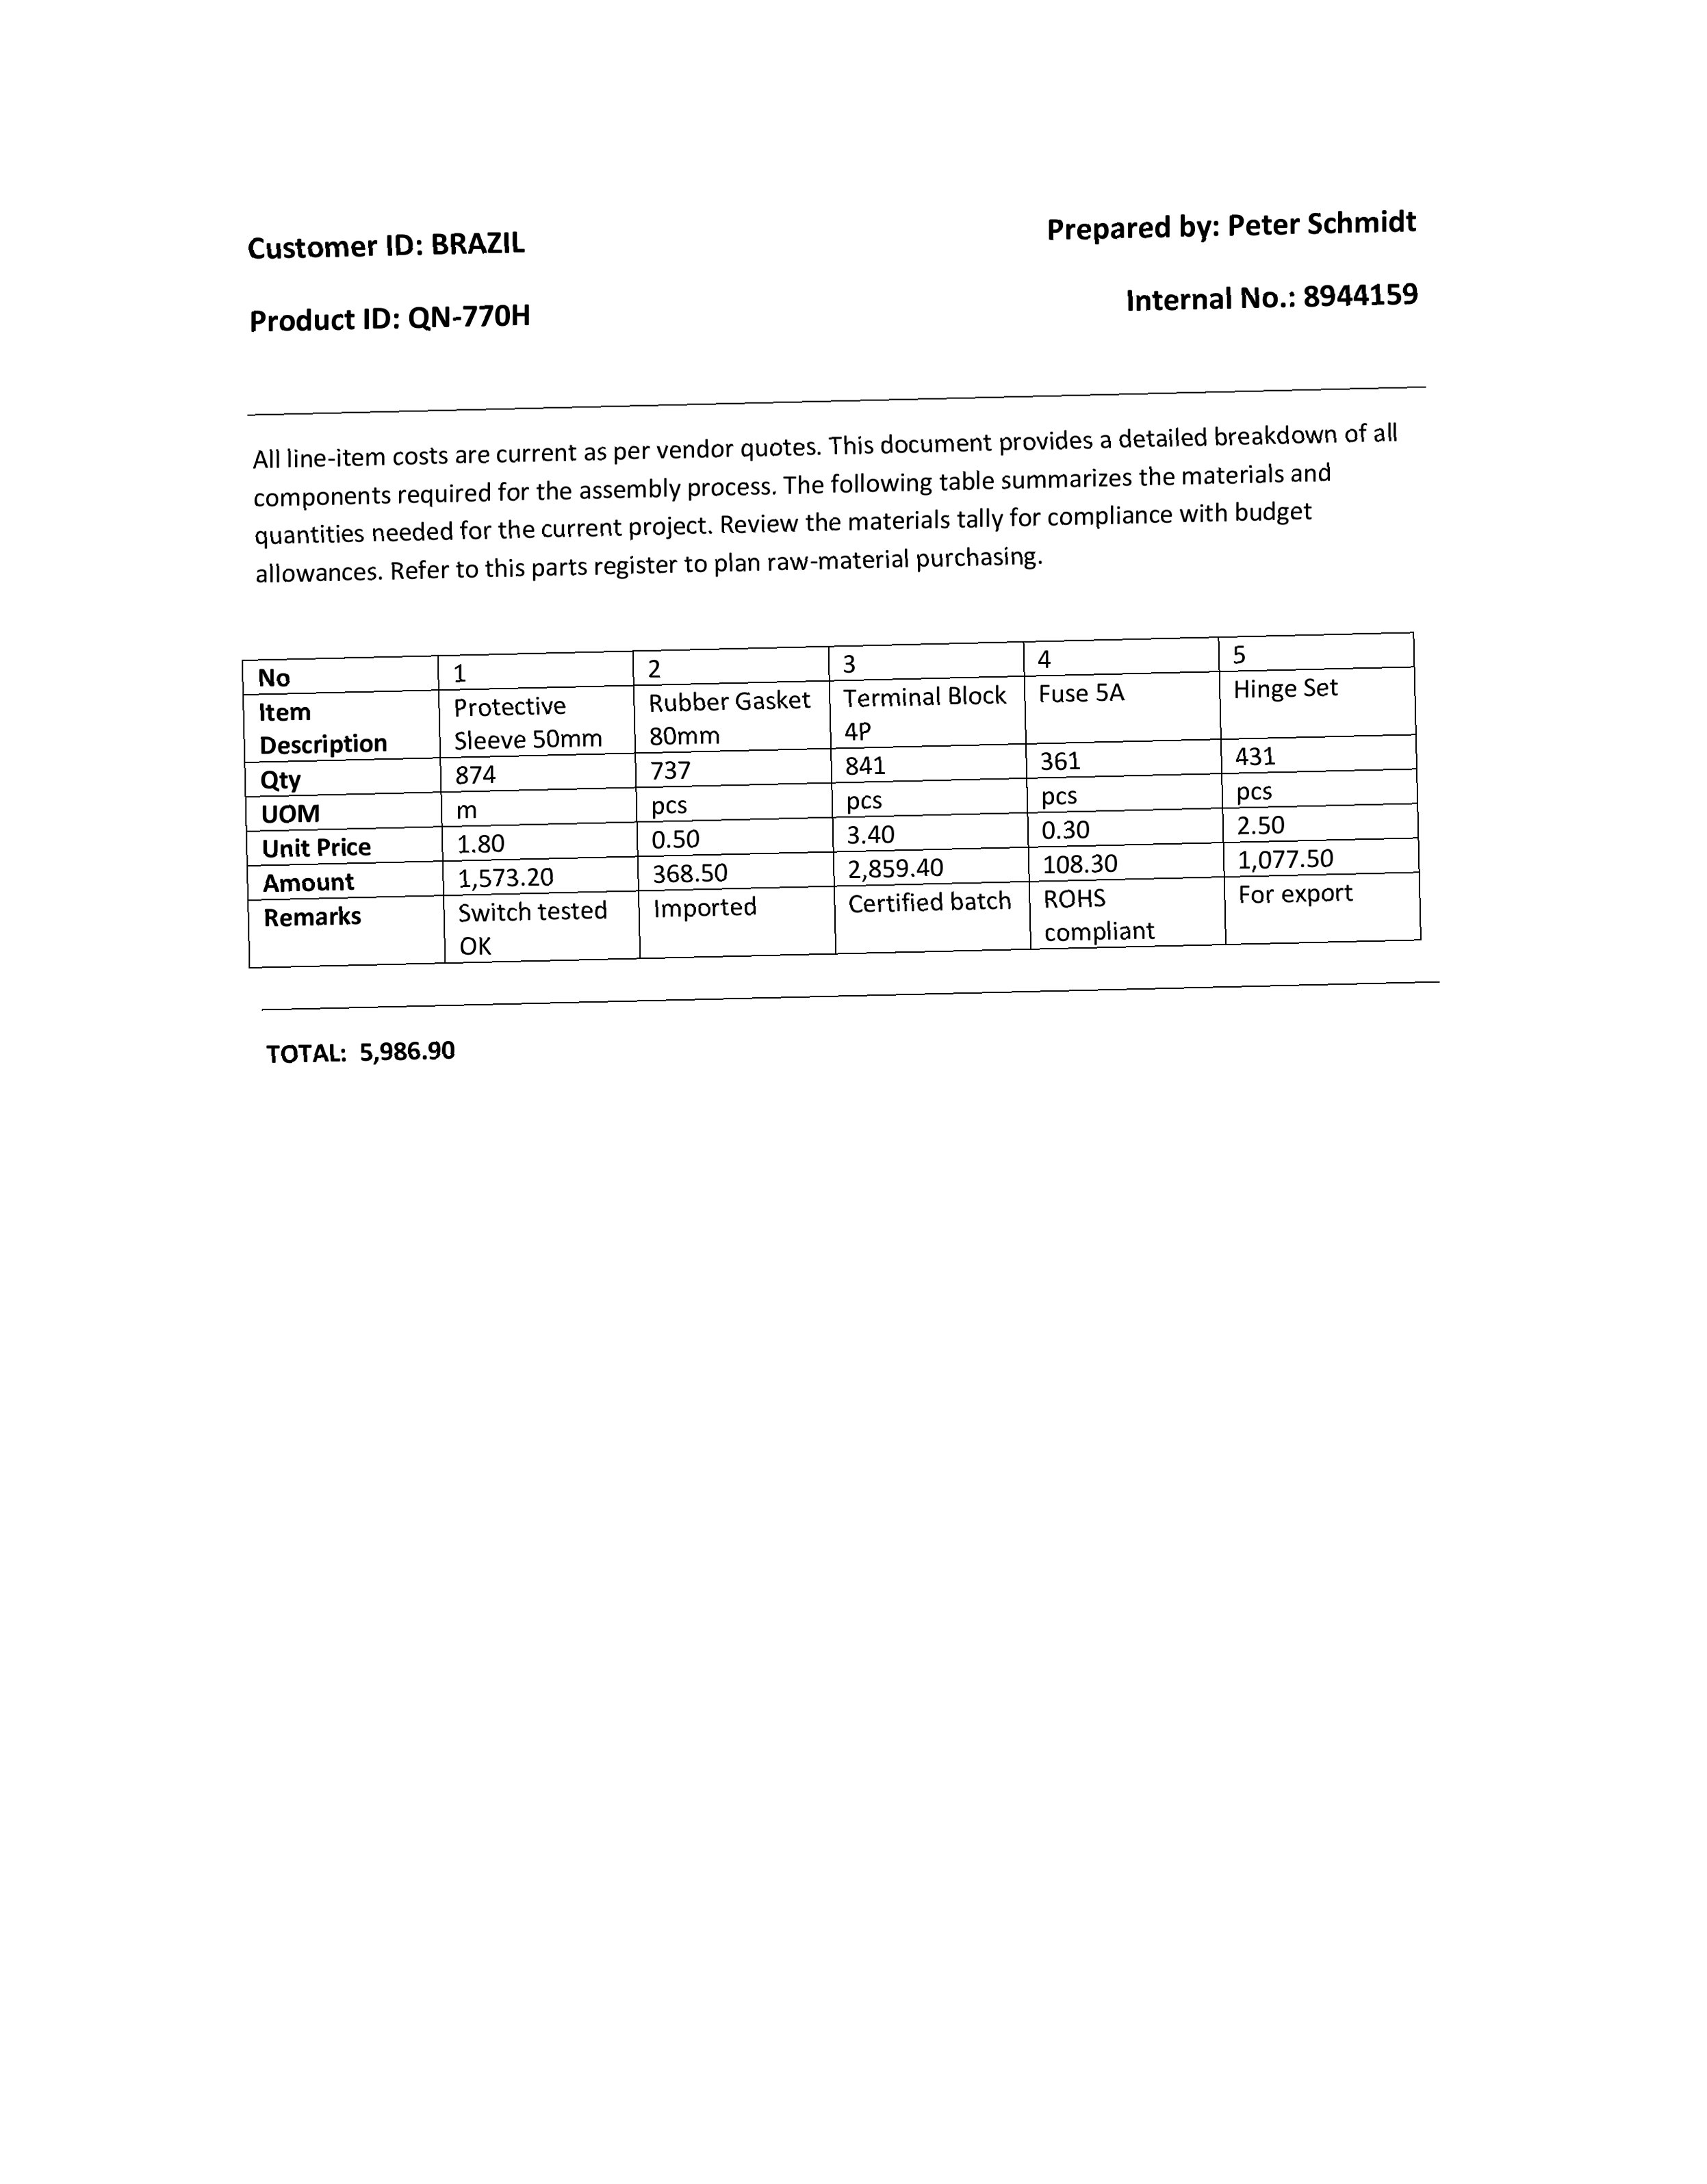 Customer ID: BRAZIL
Prepared by: Peter Schmidt
Product ID: QN-770H
Internal No.: 8944159
All line-item costs are current as per vendor quotes. This document provides a detailed breakdown of all
components required for the assembly process. The following table summarizes the materials and
quantities needed for the current project. Review the materials tally for compliance with budget
allowances. Refer to this parts register to plan raw-material purchasing.
No 1 2 3 4 5
Item Description Protective Sleeve 50mm Rubber Gasket 80mm Terminal Block 4P Fuse 5A Hinge Set
Qty 874 737 841 361 431
UOM m pcs pcs pcs pcs
Unit Price 1.80 0.50 3.40 0.30 2.50
Amount 1,573.20 368.50 2,859.40 108.30 1,077.50
Remarks Switch tested OK Imported Certified batch ROHS compliant For export
TOTAL: 5,986.90